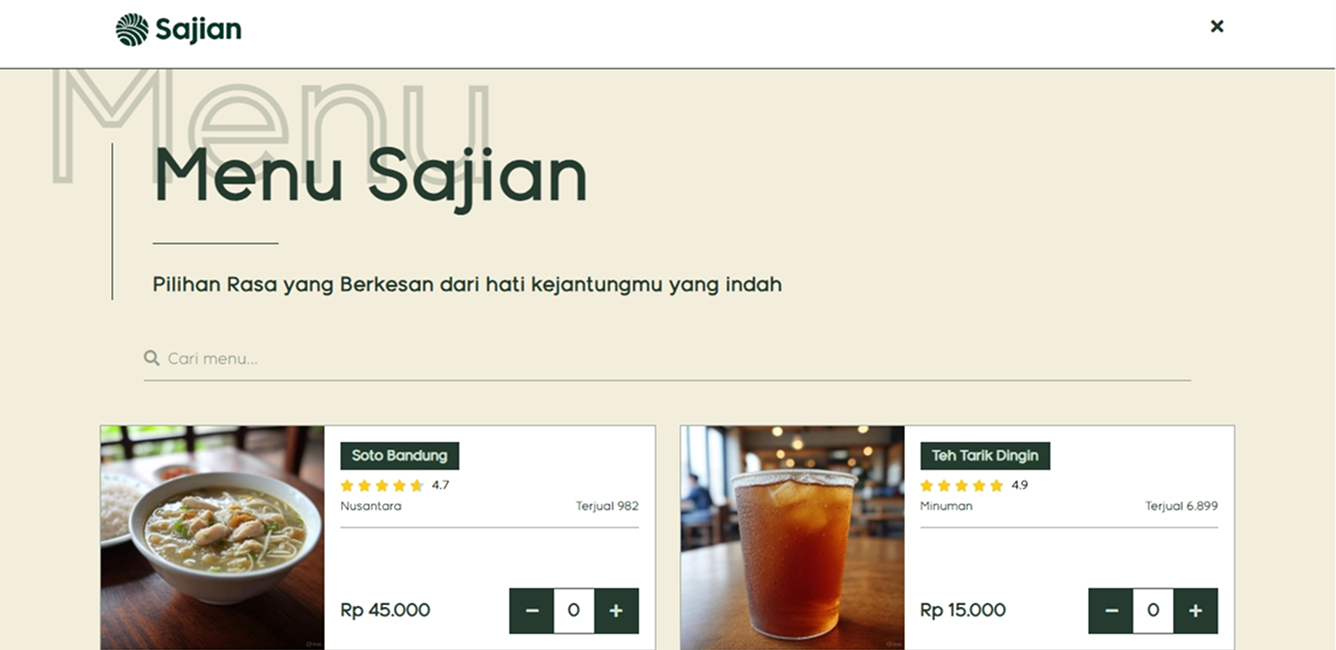 Sajian
Menu
Menu Sajian
Pilihan Rasa yang Berkesan dari hati kejantungmu yang indah
Cari menu...
Soto Bandung
4.7
Nusantara Terjual 982
Rp 45.000 − 0 +
Teh Tarik Dingin
4.9
Minuman Terjual 6.899
Rp 15.000 − 0 +